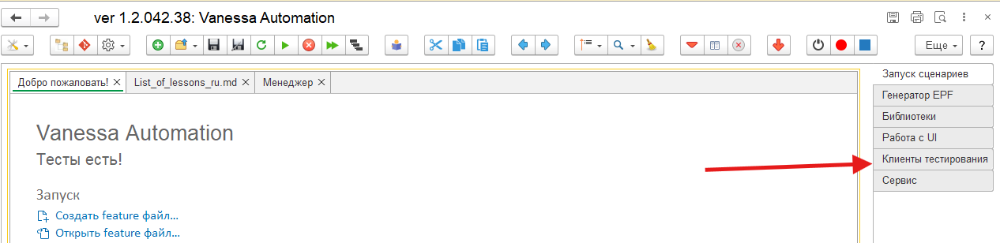 ver 1.2.042.38: Vanessa Automation
Еще ?
Добро пожаловать! List_of_lessons_ru.md Менеджер
Vanessa Automation
Тесты есть!
Запуск
Создать feature файл...
Открыть feature файл...
Запуск сценариев
Генератор EPF
Библиотеки
Работа с UI
Клиенты тестирования
Сервис